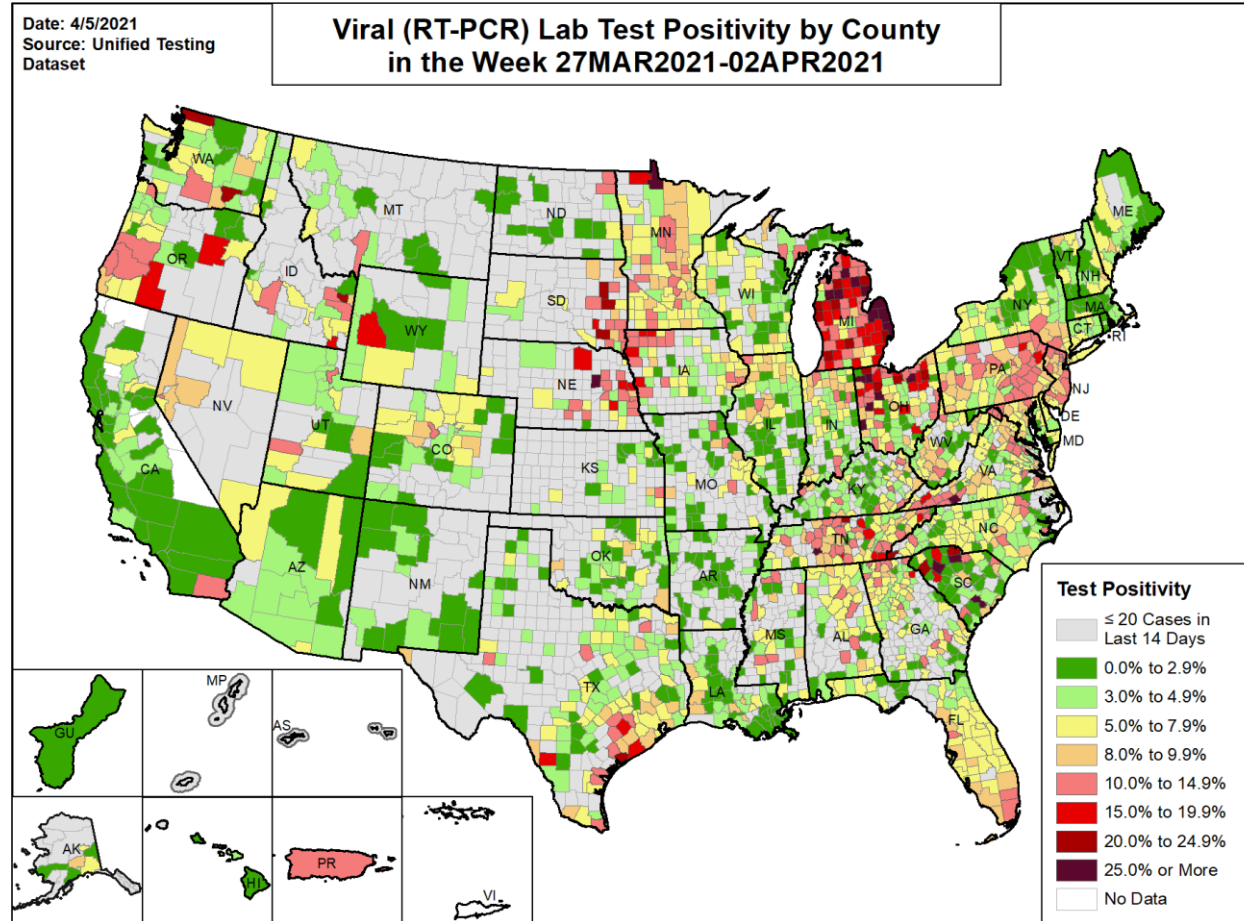 Date: 4/5/2021
Source: Unified Testing
Dataset
Viral (RT-PCR) Lab Test Positivity by County
in the Week 27MAR2021-02APR2021
WA
MT
ND
MN
ME
OR
ID
SD
WI
MI
VT
NH
NY
MA
CT
RI
WY
IA
PA
NJ
NE
NV
UT
CO
IL
IN
OH
DE
MD
WV
VA
CA
KS
MO
KY
NC
TN
AZ
NM
OK
AR
SC
MS
AL
GA
TX
LA
FL
GU
MP
AS
AK
HI
PR
VI
Test Positivity
≤ 20 Cases in
Last 14 Days
0.0% to 2.9%
3.0% to 4.9%
5.0% to 7.9%
8.0% to 9.9%
10.0% to 14.9%
15.0% to 19.9%
20.0% to 24.9%
25.0% or More
No Data